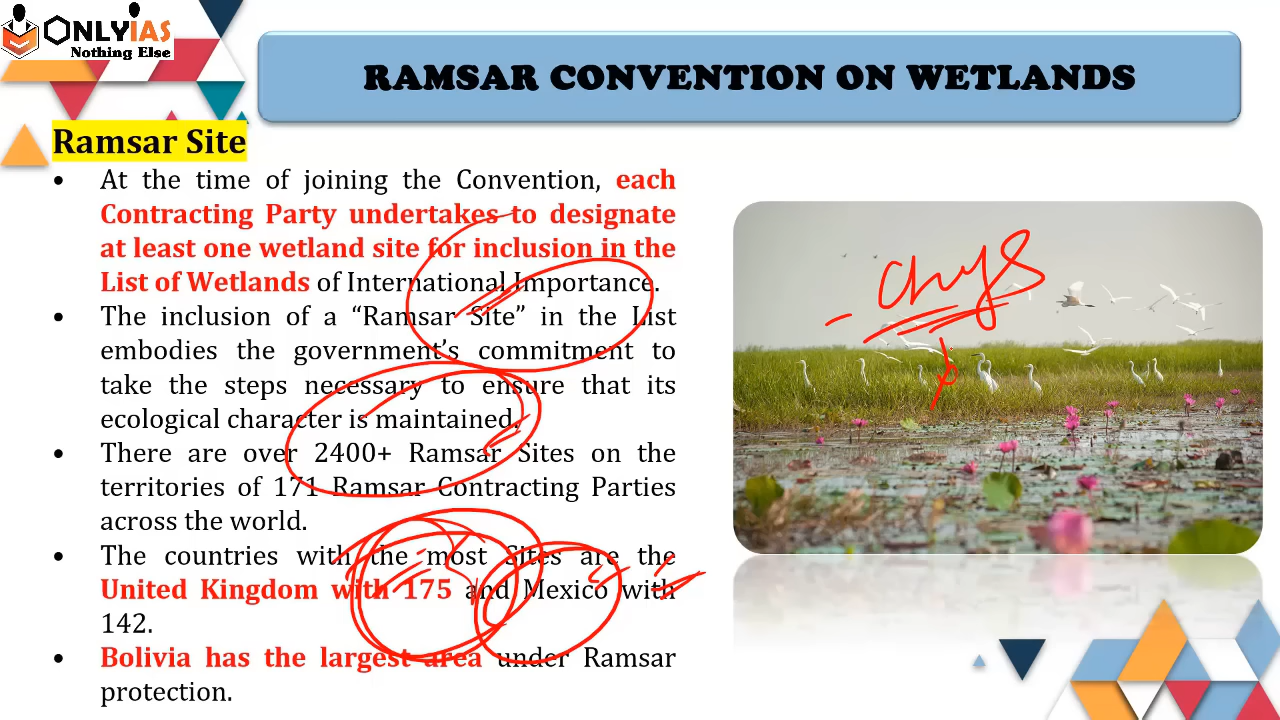 ONLYIAS
Nothing Else
RAMSAR CONVENTION ON WETLANDS
Ramsar Site
• At the time of joining the Convention, each
Contracting Party undertakes to designate
at least one wetland site for inclusion in the
List of Wetlands of International Importance.
• The inclusion of a “Ramsar Site” in the List
embodies the government’s commitment to
take the steps necessary to ensure that its
ecological character is maintained,
• There are over 2400+ Ramsar Sites on the
territories of 171 Ramsar Contracting Parties
across the world.
• The countries with the most Sites are the
United Kingdom with 175 and Mexico with
142.
• Bolivia has the largest area under Ramsar
protection.